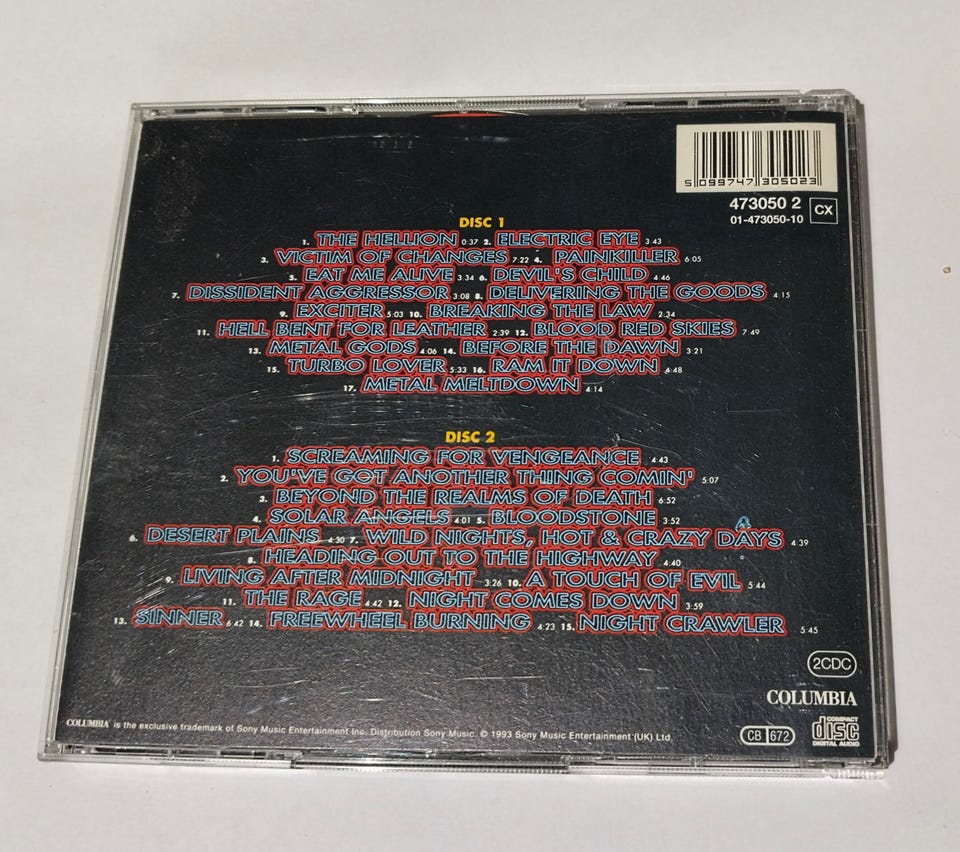 5 099747 305023
473050 2
01-473050-10
CX
DISC 1
1. THE HELLION 0:37 2. ELECTRIC EYE 3:43
3. VICTIM OF CHANGES 7:22 4. PAINKILLER 6:05
5. EAT ME ALIVE 3:34 6. DEVIL'S CHILD 4:46
7. DISSIDENT AGGRESSOR 3:08 8. DELIVERING THE GOODS 4:15
9. EXCITER 5:03 10. BREAKING THE LAW 2:34
11. HELL BENT FOR LEATHER 2:39 12. BLOOD RED SKIES 7:49
13. METAL GODS 4:06 14. BEFORE THE DAWN 3:21
15. TURBO LOVER 5:33 16. RAM IT DOWN 4:48
17. METAL MELTDOWN 4:14
DISC 2
1. SCREAMING FOR VENGEANCE 4:43
2. YOU'VE GOT ANOTHER THING COMIN' 5:07
3. BEYOND THE REALMS OF DEATH 6:52
4. SOLAR ANGELS 4:01 5. BLOODSTONE 3:52
6. DESERT PLAINS 4:30 7. WILD NIGHTS, HOT & CRAZY DAYS 4:39
8. HEADING OUT TO THE HIGHWAY 4:40
9. LIVING AFTER MIDNIGHT 3:26 10. A TOUCH OF EVIL 5:44
11. THE RAGE 4:42 12. NIGHT COMES DOWN 3:59
13. SINNER 6:42 14. FREEWHEEL BURNING 4:23 15. NIGHT CRAWLER 5:45
2CDC
COLUMBIA
COLUMBIA is the exclusive trademark of Sony Music Entertainment Inc. Distribution Sony Music. © 1993 Sony Music Entertainment (UK) Ltd.
CB 672
COMPACT
disc
DIGITAL AUDIO